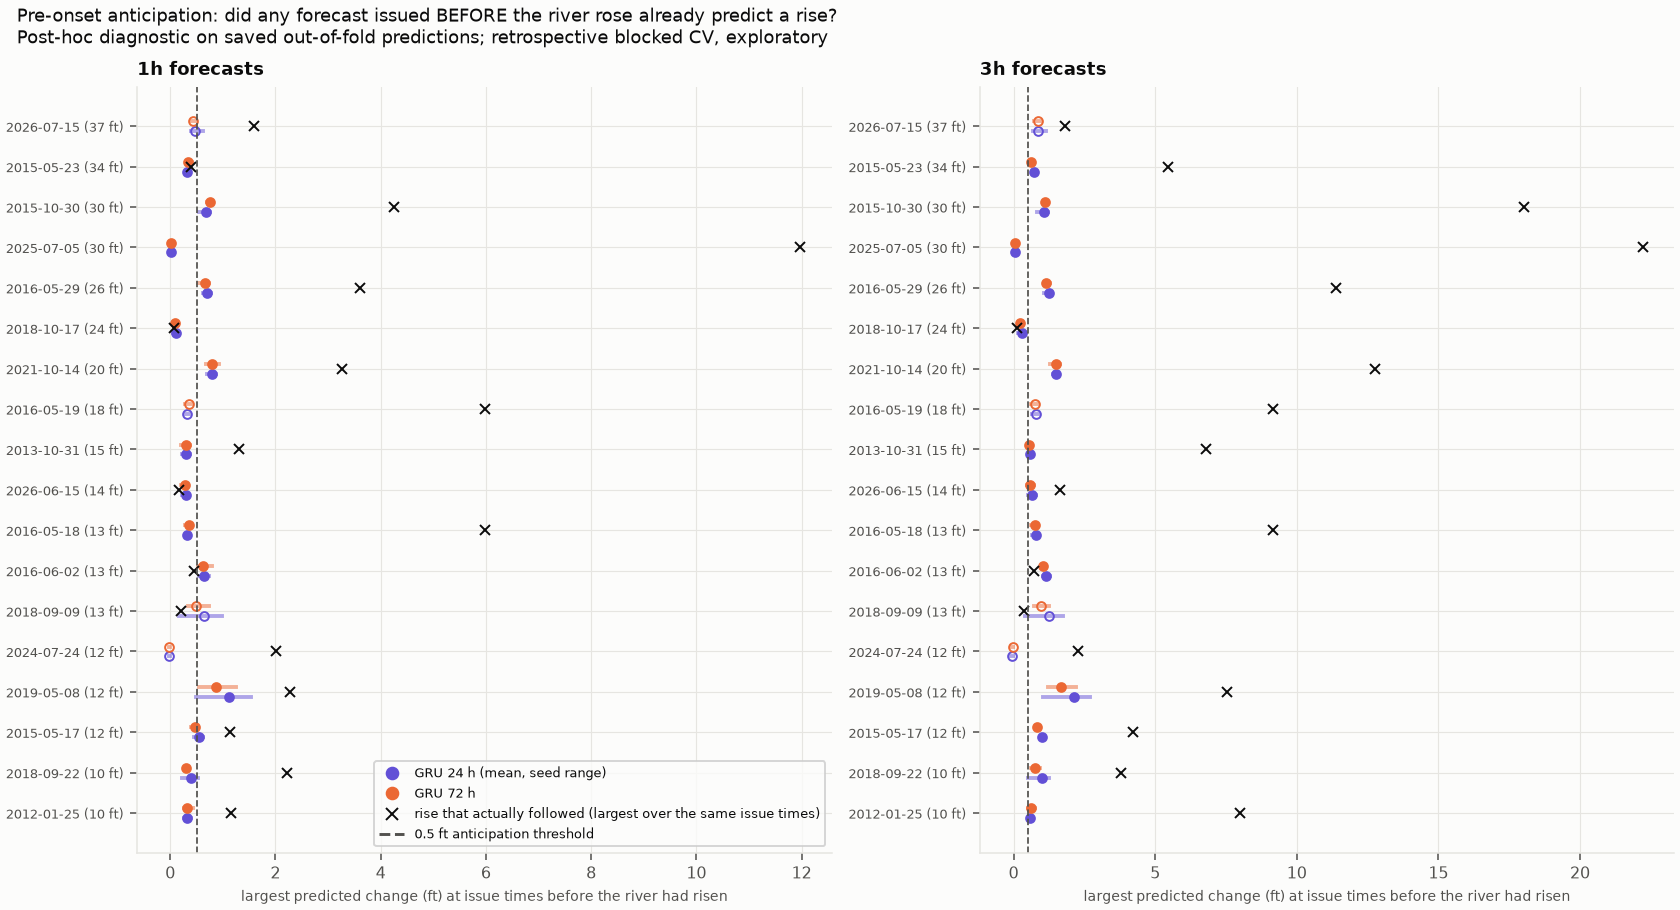 Pre-onset anticipation: did any forecast issued BEFORE the river rose already predict a rise?
Post-hoc diagnostic on saved out-of-fold predictions; retrospective blocked CV, exploratory
1h forecasts
2026-07-15 (37 ft)
2015-05-23 (34 ft)
2015-10-30 (30 ft)
2025-07-05 (30 ft)
2016-05-29 (26 ft)
2018-10-17 (24 ft)
2021-10-14 (20 ft)
2016-05-19 (18 ft)
2013-10-31 (15 ft)
2026-06-15 (14 ft)
2016-05-18 (13 ft)
2016-06-02 (13 ft)
2018-09-09 (13 ft)
2024-07-24 (12 ft)
2019-05-08 (12 ft)
2015-05-17 (12 ft)
2018-09-22 (10 ft)
2012-01-25 (10 ft)
GRU 24 h (mean, seed range)
GRU 72 h
rise that actually followed (largest over the same issue times)
0.5 ft anticipation threshold
0 2 4 6 8 10 12
largest predicted change (ft) at issue times before the river had risen
3h forecasts
2026-07-15 (37 ft)
2015-05-23 (34 ft)
2015-10-30 (30 ft)
2025-07-05 (30 ft)
2016-05-29 (26 ft)
2018-10-17 (24 ft)
2021-10-14 (20 ft)
2016-05-19 (18 ft)
2013-10-31 (15 ft)
2026-06-15 (14 ft)
2016-05-18 (13 ft)
2016-06-02 (13 ft)
2018-09-09 (13 ft)
2024-07-24 (12 ft)
2019-05-08 (12 ft)
2015-05-17 (12 ft)
2018-09-22 (10 ft)
2012-01-25 (10 ft)
0 5 10 15 20
largest predicted change (ft) at issue times before the river had risen